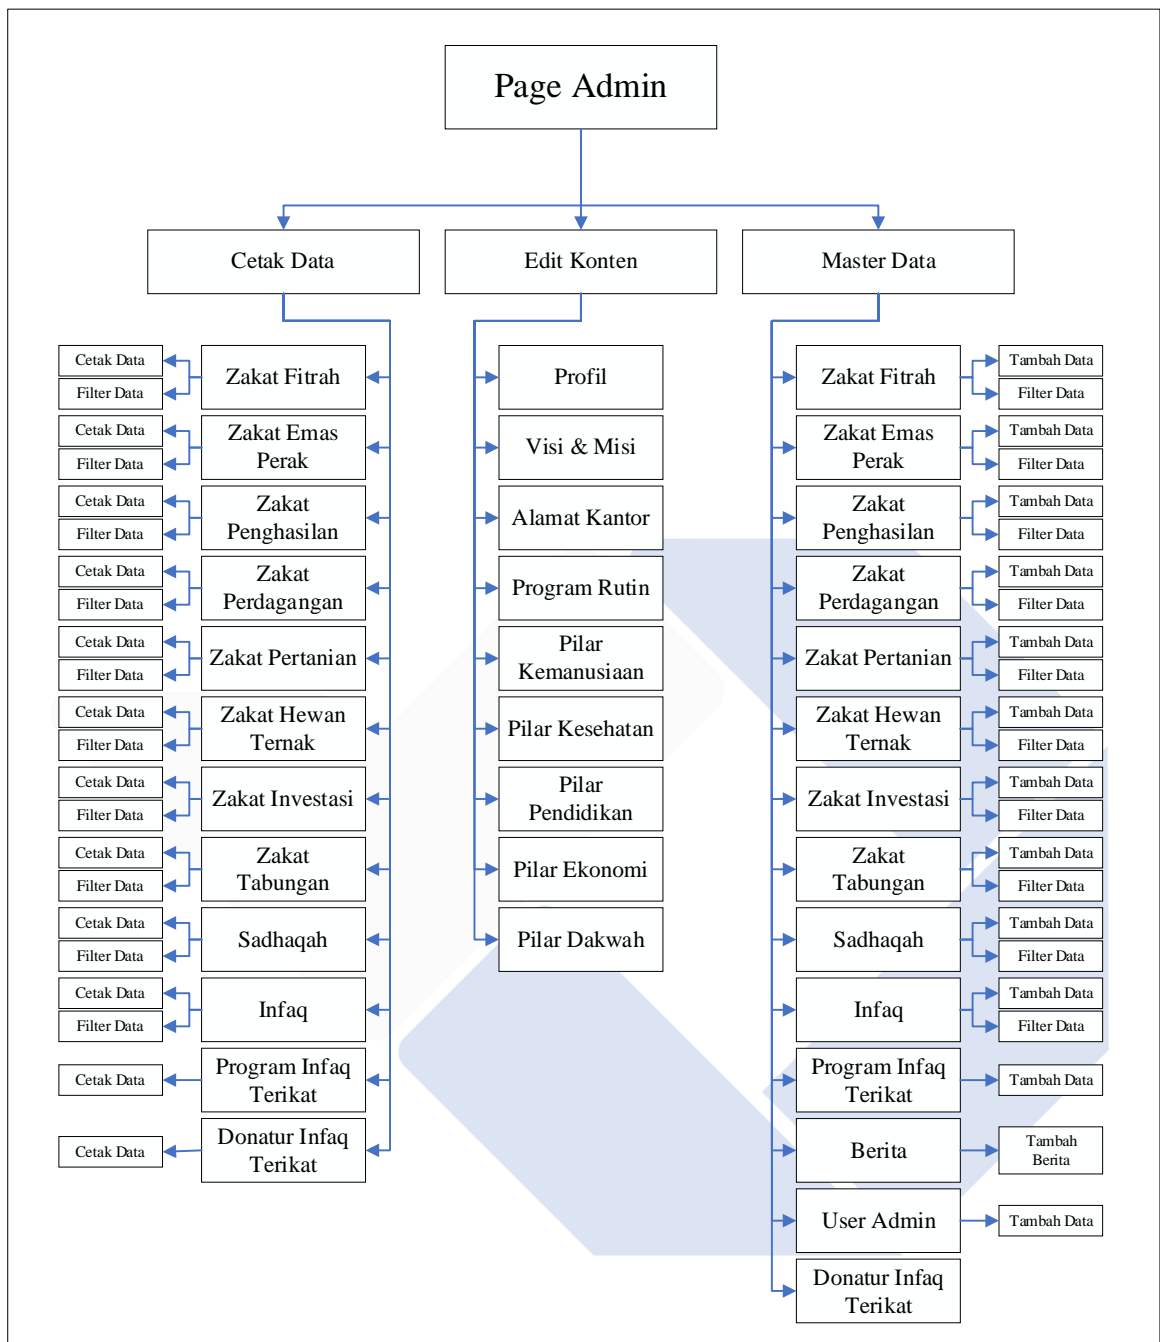 Page Admin
Cetak Data
Edit Konten
Master Data
Cetak Data
Filter Data
Zakat Fitrah
Cetak Data
Filter Data
Zakat Emas
Perak
Cetak Data
Filter Data
Zakat
Penghasilan
Cetak Data
Filter Data
Zakat
Perdagangan
Cetak Data
Filter Data
Zakat Pertanian
Cetak Data
Filter Data
Zakat Hewan
Ternak
Cetak Data
Filter Data
Zakat Investasi
Cetak Data
Filter Data
Zakat
Tabungan
Cetak Data
Filter Data
Sadhaqah
Cetak Data
Filter Data
Infaq
Cetak Data
Program Infaq
Terikat
Cetak Data
Donatur Infaq
Terikat
Profil
Visi & Misi
Alamat Kantor
Program Rutin
Pilar
Kemanusiaan
Pilar Kesehatan
Pilar
Pendidikan
Pilar Ekonomi
Pilar Dakwah
Zakat Fitrah
Tambah Data
Filter Data
Zakat Emas
Perak
Tambah Data
Filter Data
Zakat
Penghasilan
Tambah Data
Filter Data
Zakat
Perdagangan
Tambah Data
Filter Data
Zakat Pertanian
Tambah Data
Filter Data
Zakat Hewan
Ternak
Tambah Data
Filter Data
Zakat Investasi
Tambah Data
Filter Data
Zakat
Tabungan
Tambah Data
Filter Data
Sadhaqah
Tambah Data
Filter Data
Infaq
Tambah Data
Filter Data
Program Infaq
Terikat
Tambah Data
Berita
Tambah
Berita
User Admin
Tambah Data
Donatur Infaq
Terikat